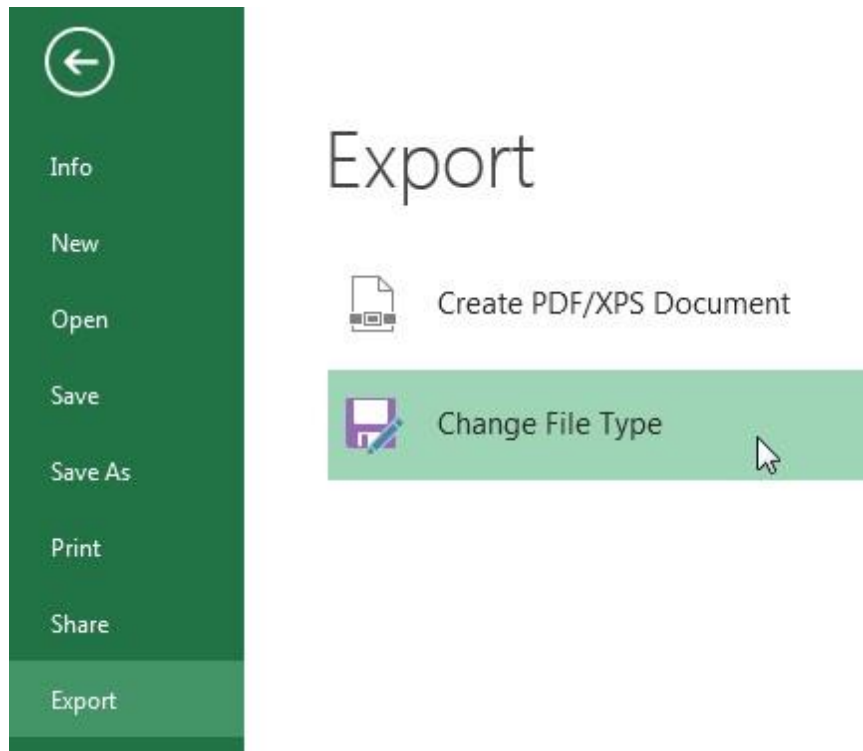 Info
New
Open
Save
Save As
Print
Share
Export
Export
Create PDF/XPS Document
Change File Type